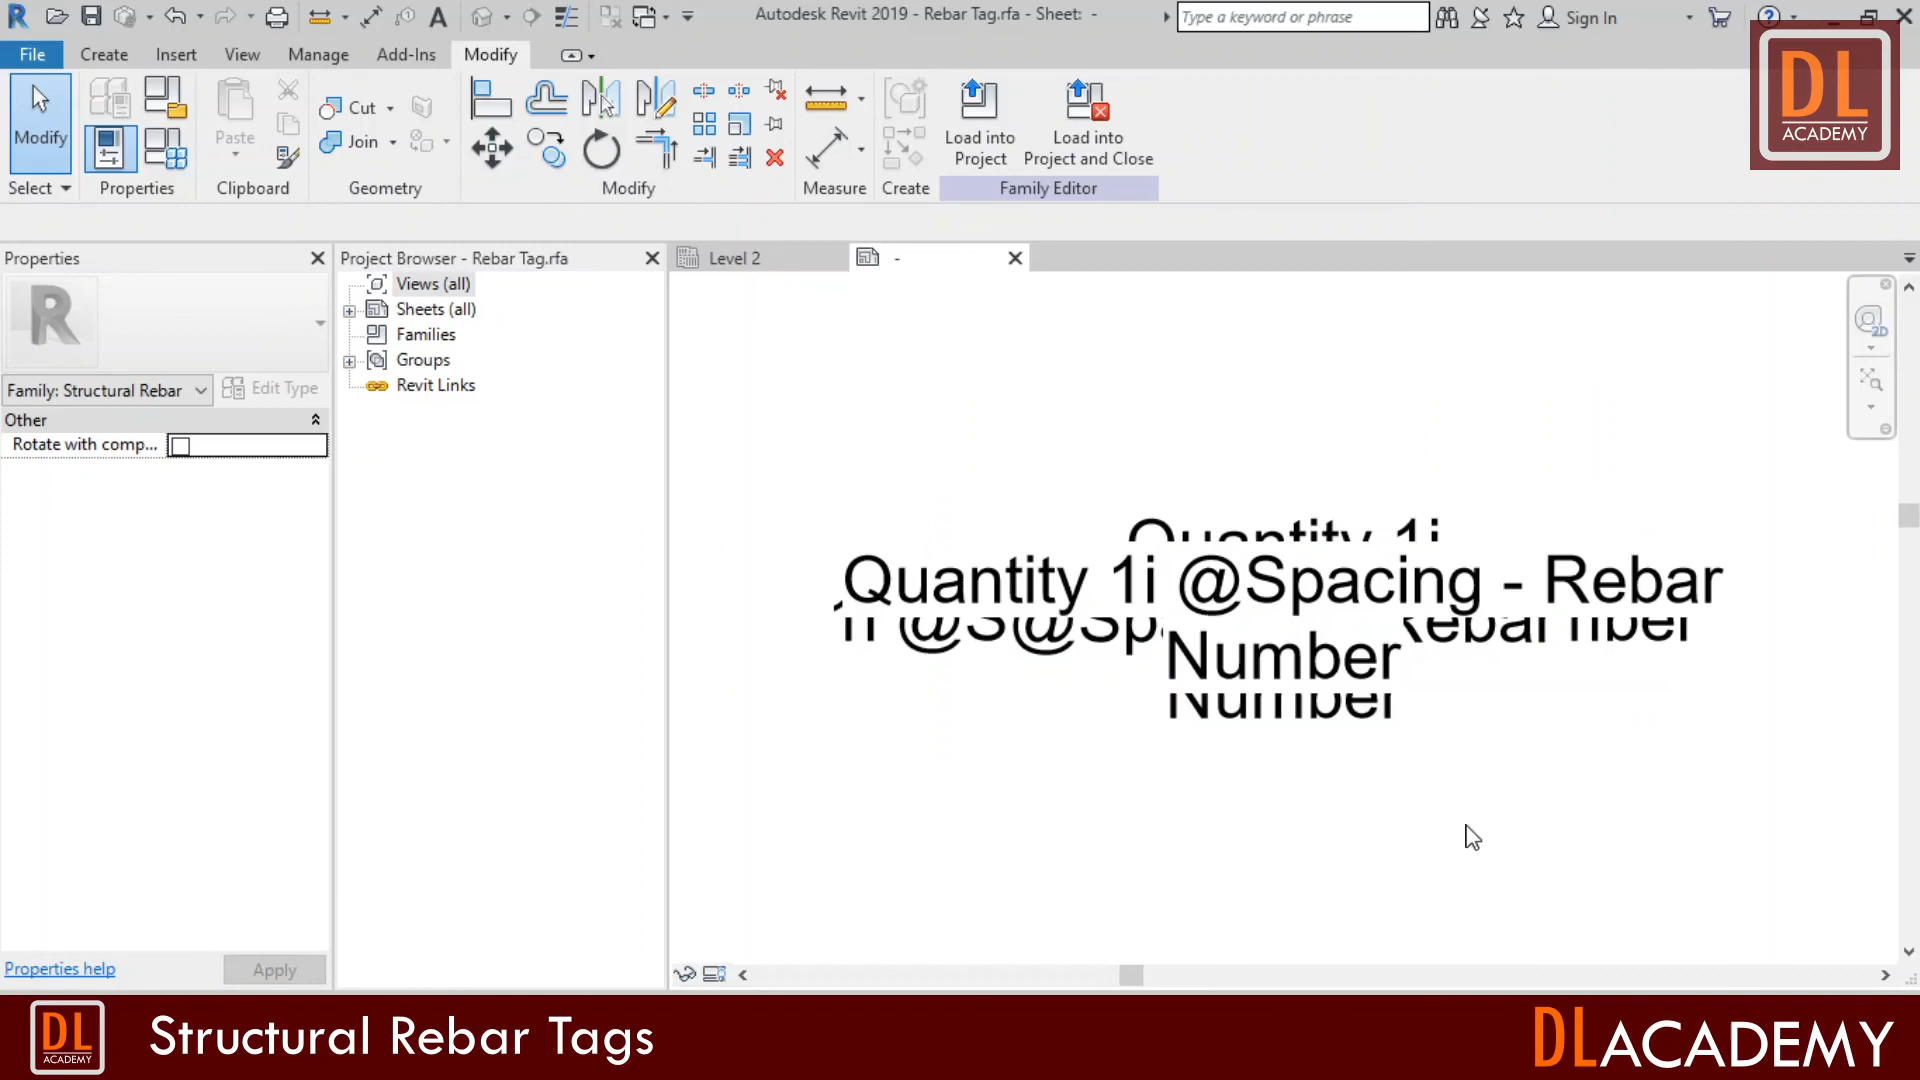 Autodesk Revit 2019 - Rebar Tag.rfa - Sheet: -
Type a keyword or phrase
Sign In
File Create Insert View Manage Add-Ins Modify
Modify
Select
Properties
Paste
Clipboard
Cut
Join
Geometry
Modify
Measure
Create
Load into
Project
Load into
Project and Close
Family Editor
DL
ACADEMY
Properties
R
Family: Structural Rebar
Edit Type
Other
Rotate with comp...
Properties help
Apply
Project Browser - Rebar Tag.rfa
Views (all)
Sheets (all)
Families
Groups
Revit Links
Level 2
-
2D
Quantity 1i
Quantity 1i @Spacing - Rebar
Number
Number
DL
ACADEMY
Structural Rebar Tags
DLACADEMY